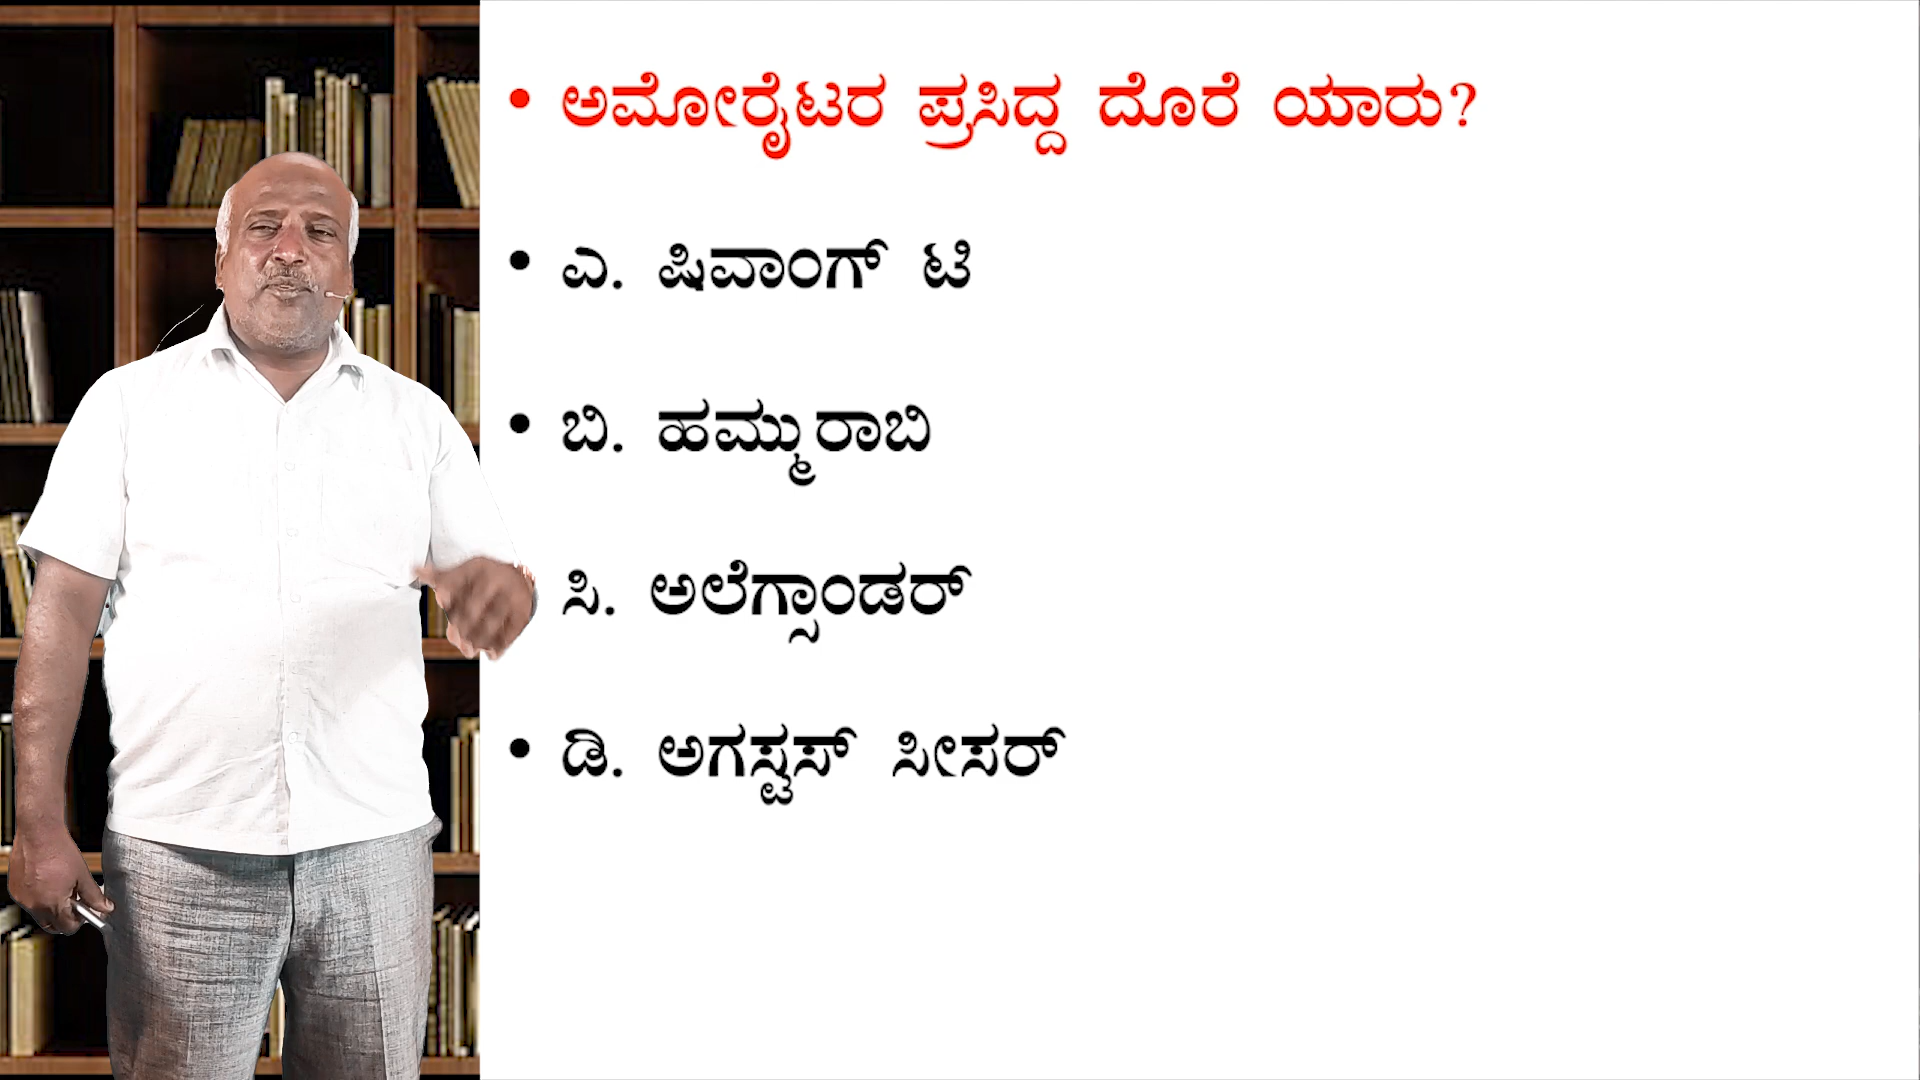 • ಅಮೋರೈಟರ ಪ್ರಸಿದ್ದ ದೊರೆ ಯಾರು?
• ಎ. ಷಿವಾಂಗ್ ಟಿ
• ಬಿ. ಹಮ್ಮುರಾಬಿ
ಸಿ. ಅಲೆಗ್ಸಾಂಡರ್
• ಡಿ. ಅಗಸ್ಟಸ್ ಸೀಸರ್